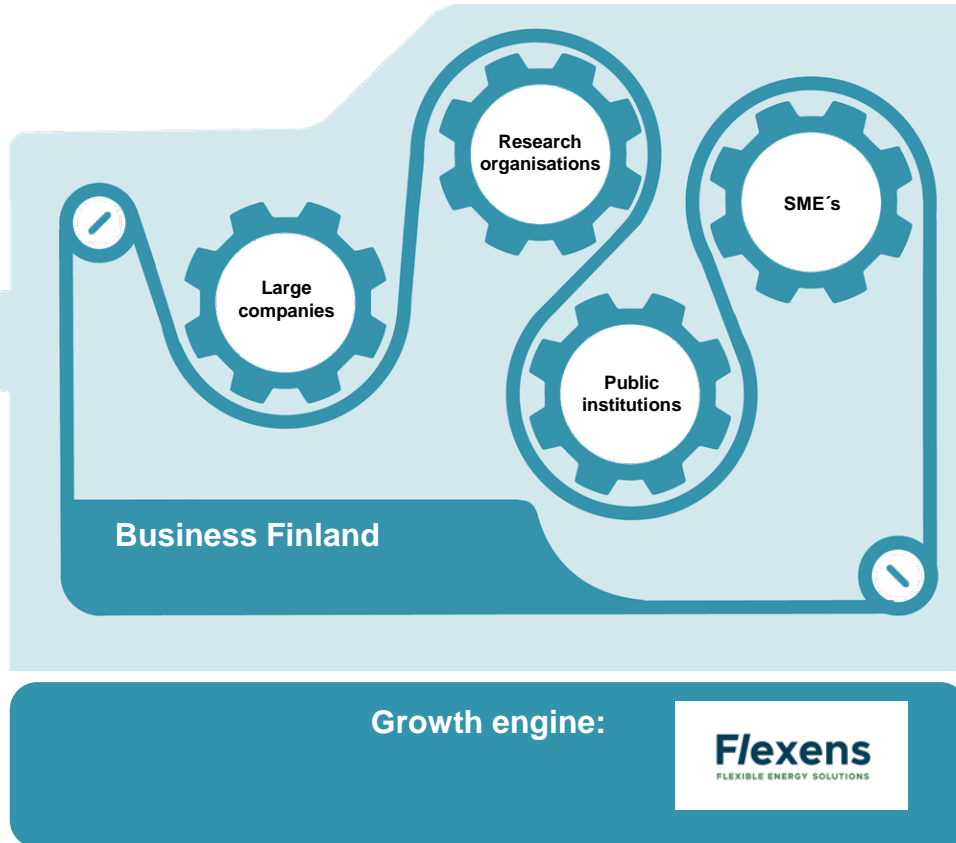 Research
organisations
SME´s
Large
companies
Public
institutions
Business Finland
Growth engine:
Flexens
FLEXIBLE ENERGY SOLUTIONS